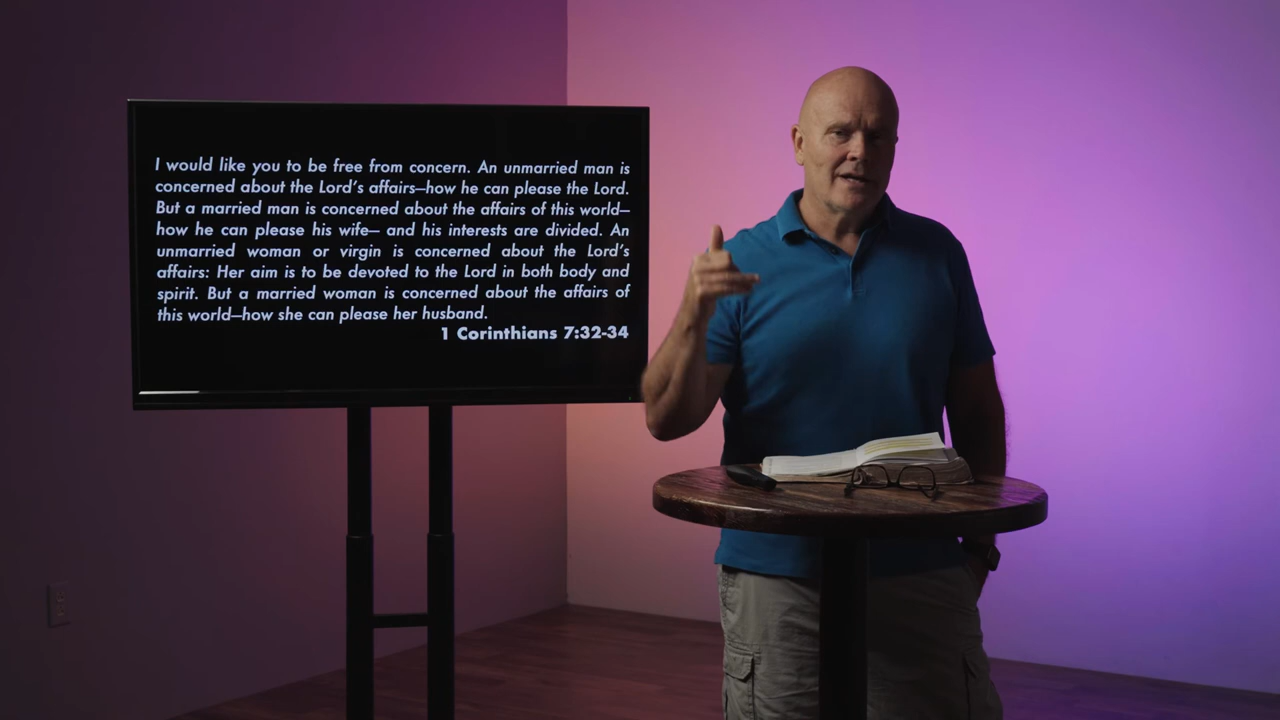 I would like you to be free from concern. An unmarried man is
concerned about the Lord's affairs—how he can please the Lord.
But a married man is concerned about the affairs of this world—
how he can please his wife— and his interests are divided. An
unmarried woman or virgin is concerned about the Lord's
affairs: Her aim is to be devoted to the Lord in both body and
spirit. But a married woman is concerned about the affairs of
this world—how she can please her husband.
1 Corinthians 7:32-34